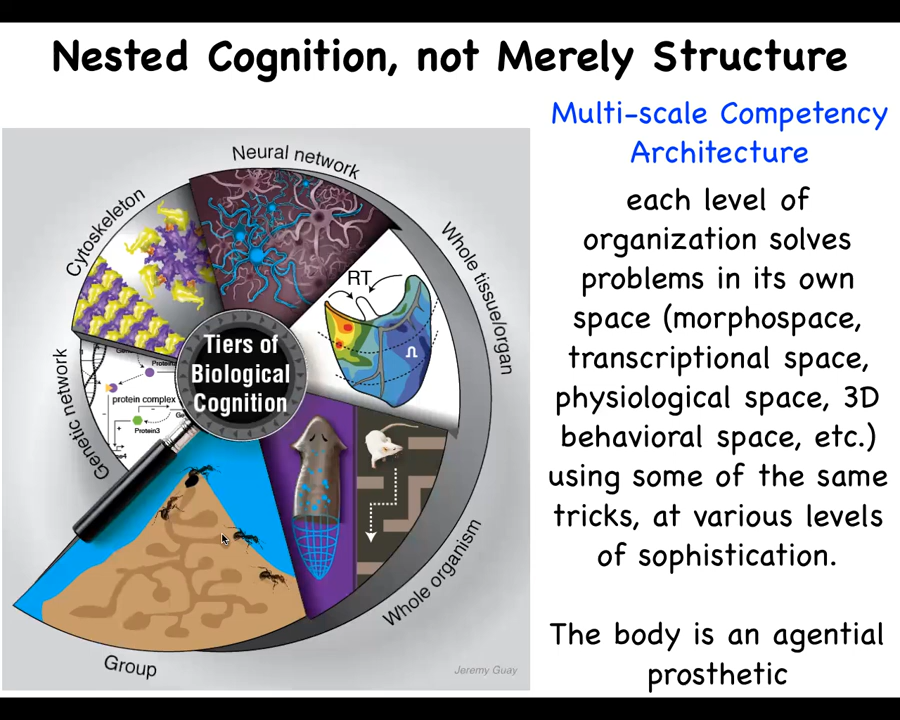 Nested Cognition, not Merely Structure
Multi-scale Competency
Architecture
each level of
organization solves
problems in its own
space (morphospace,
transcriptional space,
physiological space, 3D
behavioral space, etc.)
using some of the same
tricks, at various levels
of sophistication.
The body is an agential
prosthetic
Neural network
Cytoskeleton
Whole tissue/organ
RT
Tiers of
Biological
Cognition
Genetic network
protein complex
Protein3
Whole organism
Group
Jeremy Guay